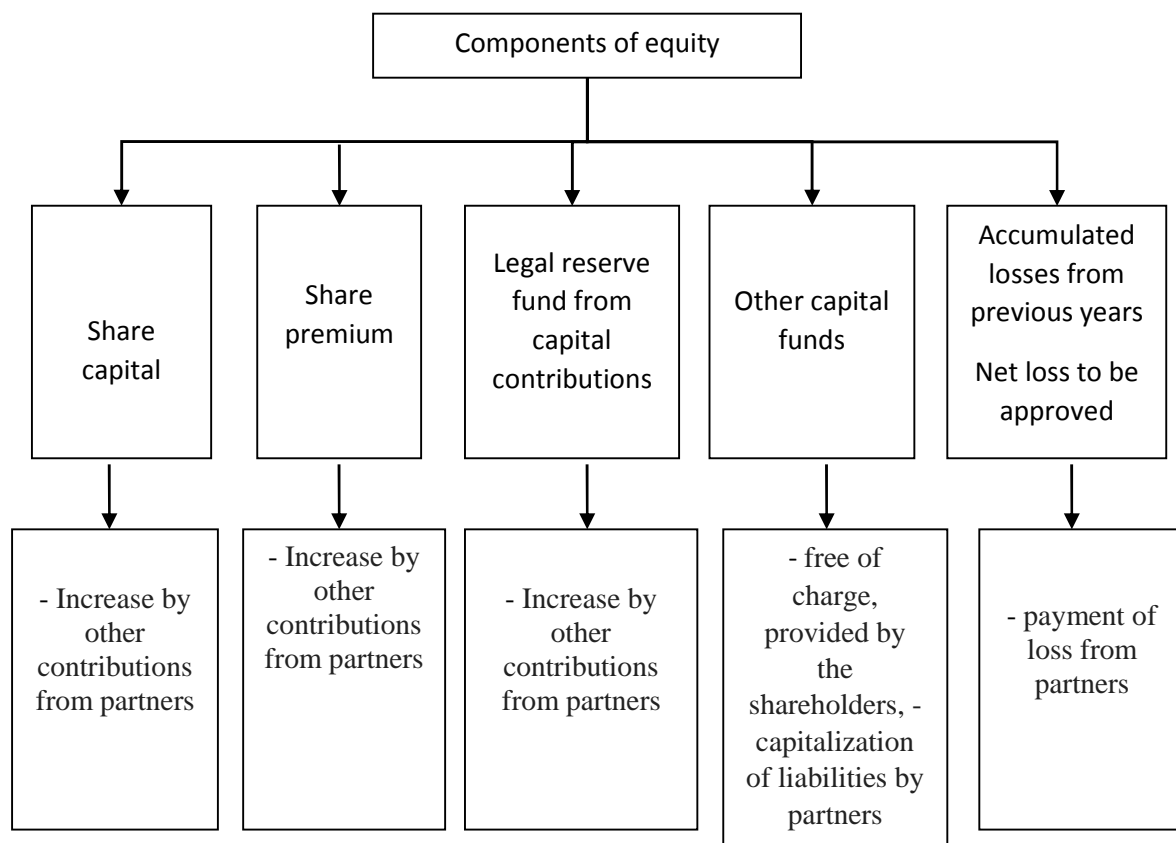 Components of equity
Share
capital
Share
premium
Legal reserve
fund from
capital
contributions
Other capital
funds
Accumulated
losses from
previous years
Net loss to be
approved
- Increase by
other
contributions
from partners
- Increase by
other
contributions
from partners
- Increase by
other
contributions
from partners
- free of
charge,
provided by
the
shareholders, -
capitalization
of liabilities by
partners
- payment of
loss from
partners